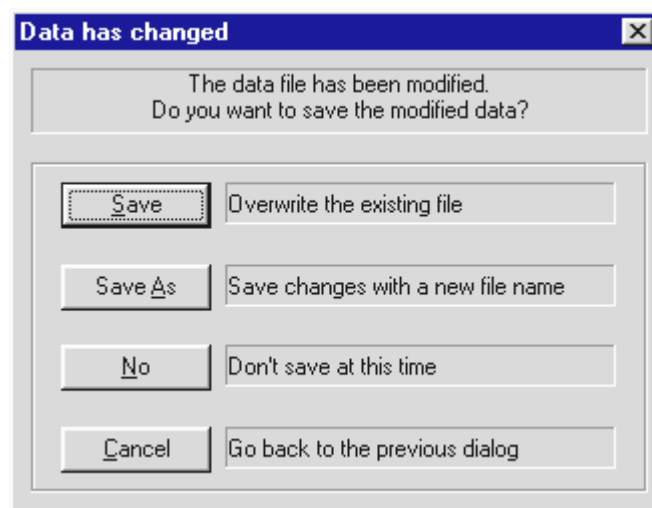 Data has changed
The data file has been modified.
Do you want to save the modified data?
Save Overwrite the existing file
Save As Save changes with a new file name
No Don't save at this time
Cancel Go back to the previous dialog